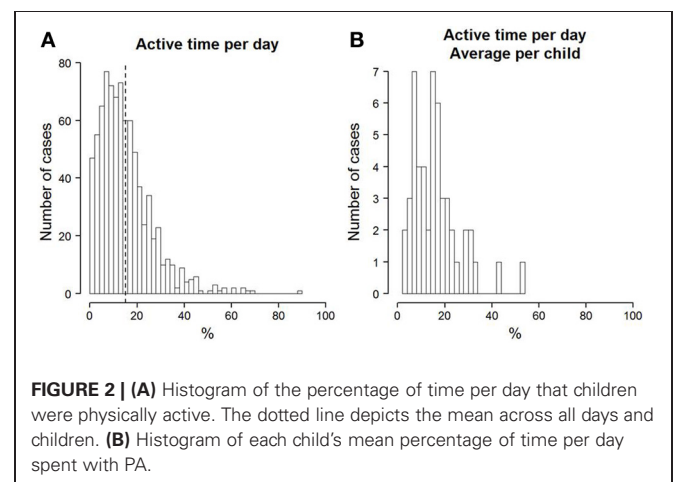 A
Active time per day
Number of cases
80
60
40
20
0
0 20 40 60 80 100
%
B
Active time per day
Average per child
Number of cases
7
6
5
4
3
2
1
0
0 20 40 60 80 100
%
FIGURE 2 | (A) Histogram of the percentage of time per day that children
were physically active. The dotted line depicts the mean across all days and
children. (B) Histogram of each child's mean percentage of time per day
spent with PA.